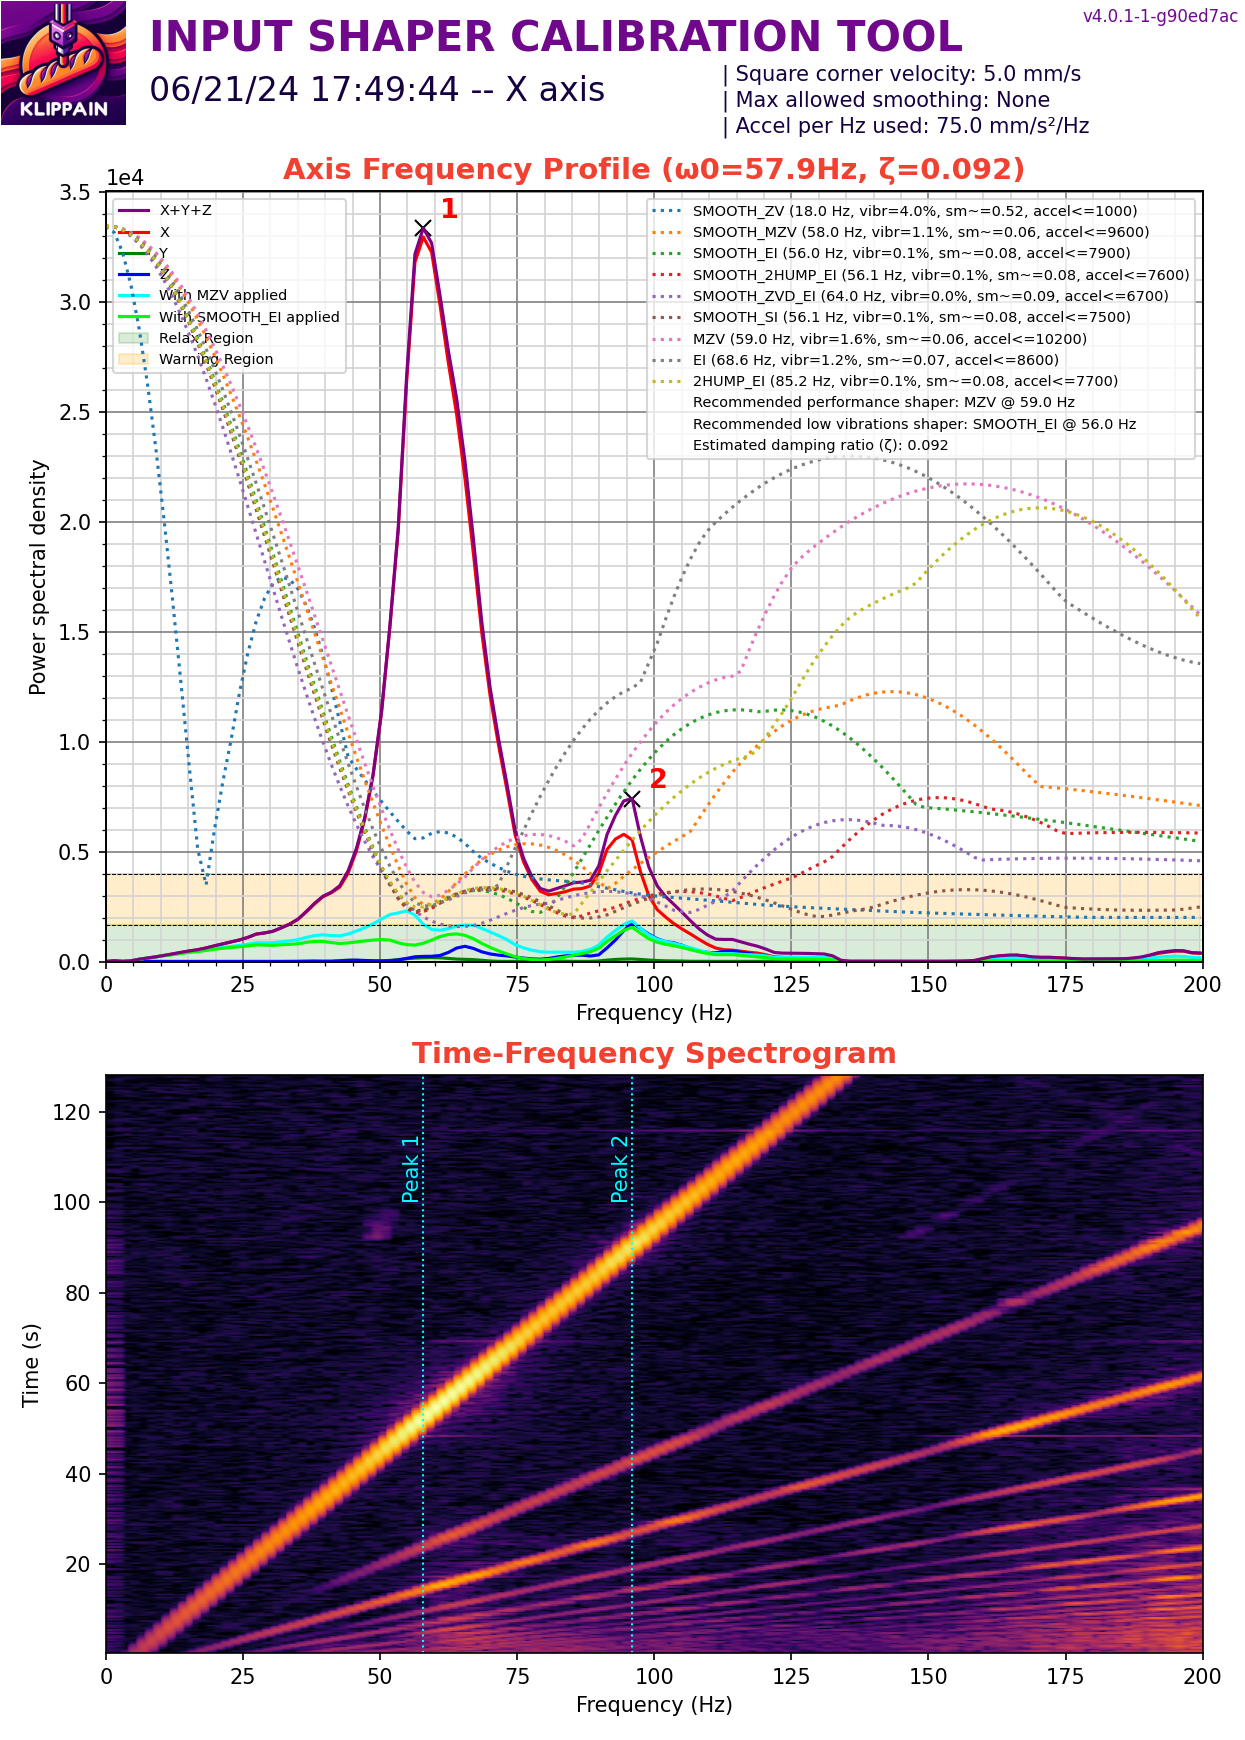 v4.0.1-1-g90ed7ac
INPUT SHAPER CALIBRATION TOOL
06/21/24 17:49:44 -- X axis
| Square corner velocity: 5.0 mm/s
| Max allowed smoothing: None
| Accel per Hz used: 75.0 mm/s²/Hz
KLIPPAIN
Axis Frequency Profile (ω0=57.9Hz, ζ=0.092)
1e4
3.5
3.0
2.5
2.0
1.5
1.0
0.5
0.0
Power spectral density
X+Y+Z
X
Y
Z
With MZV applied
With SMOOTH_EI applied
Relax Region
Warning Region
1
2
SMOOTH_ZV (18.0 Hz, vibr=4.0%, sm~=0.52, accel<=1000)
SMOOTH_MZV (58.0 Hz, vibr=1.1%, sm~=0.06, accel<=9600)
SMOOTH_EI (56.0 Hz, vibr=0.1%, sm~=0.08, accel<=7900)
SMOOTH_2HUMP_EI (56.1 Hz, vibr=0.1%, sm~=0.08, accel<=7600)
SMOOTH_ZVD_EI (64.0 Hz, vibr=0.0%, sm~=0.09, accel<=6700)
SMOOTH_SI (56.1 Hz, vibr=0.1%, sm~=0.08, accel<=7500)
MZV (59.0 Hz, vibr=1.6%, sm~=0.06, accel<=10200)
EI (68.6 Hz, vibr=1.2%, sm~=0.07, accel<=8600)
2HUMP_EI (85.2 Hz, vibr=0.1%, sm~=0.08, accel<=7700)
Recommended performance shaper: MZV @ 59.0 Hz
Recommended low vibrations shaper: SMOOTH_EI @ 56.0 Hz
Estimated damping ratio (ζ): 0.092
0 25 50 75 100 125 150 175 200
Frequency (Hz)
Time-Frequency Spectrogram
120
100
80
60
40
20
Time (s)
Peak 1
Peak 2
0 25 50 75 100 125 150 175 200
Frequency (Hz)